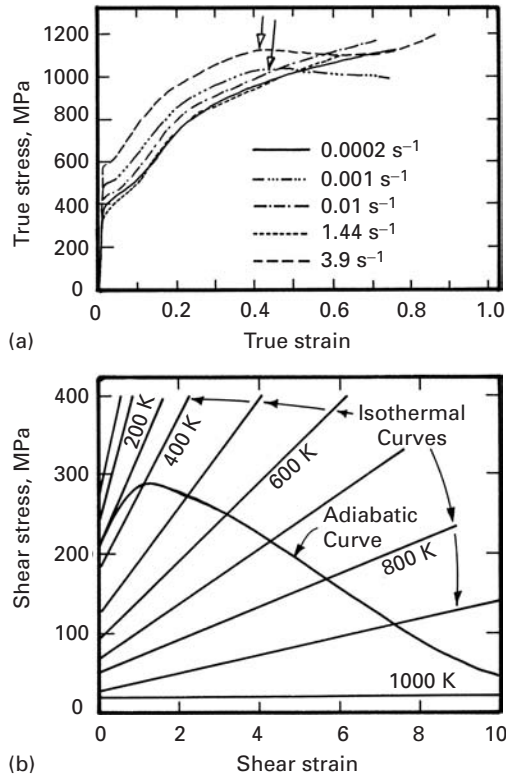 1200
1000
800
600
400
200
0
True stress, MPa
0.0002 s⁻¹
0.001 s⁻¹
0.01 s⁻¹
1.44 s⁻¹
3.9 s⁻¹
0 0.2 0.4 0.6 0.8 1.0
(a) True strain
400
300
200
100
0
Shear stress, MPa
200 K
400 K
600 K
Isothermal
Curves
Adiabatic
Curve
800 K
1000 K
0 2 4 6 8 10
(b) Shear strain